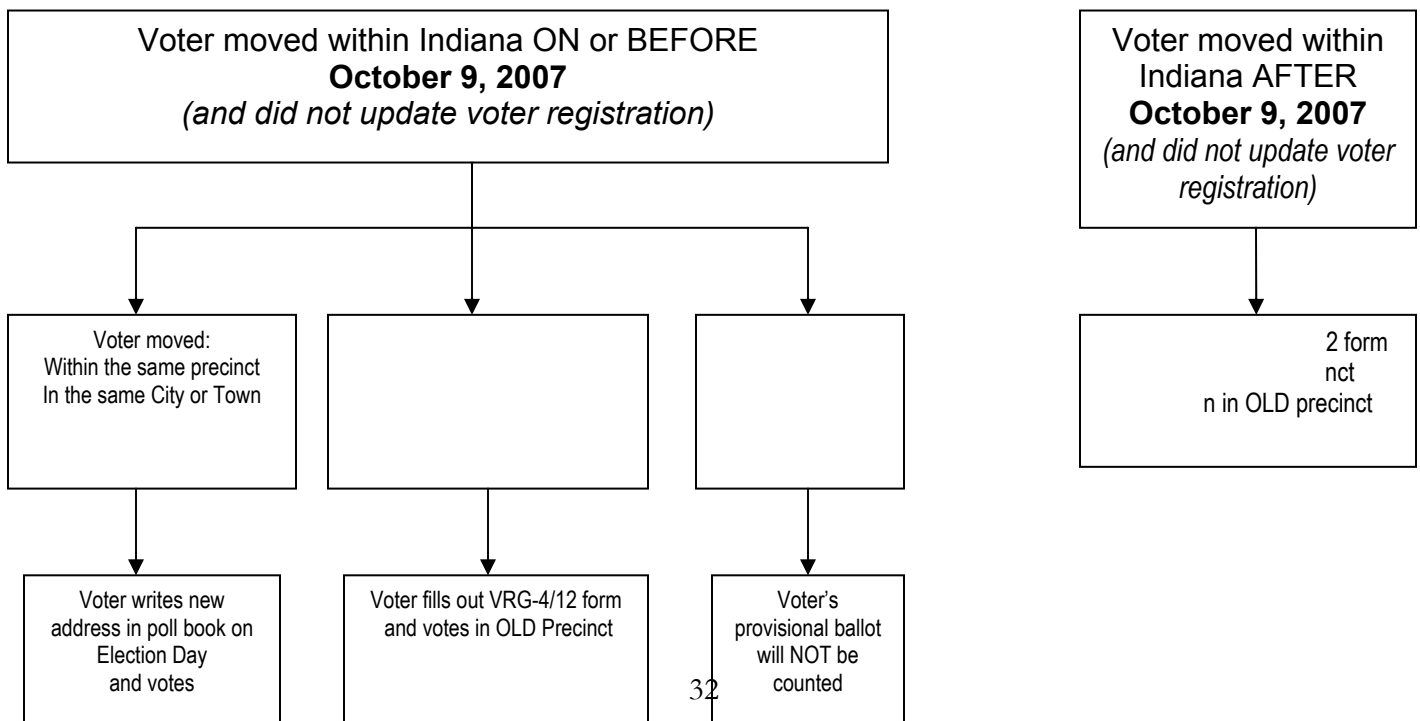 Voter moved within Indiana ON or BEFORE
October 9, 2007
(and did not update voter registration)
Voter moved within
Indiana AFTER
October 9, 2007
(and did not update voter
registration)
Voter moved:
Within the same precinct
In the same City or Town
2 form
nct
n in OLD precinct
Voter writes new
address in poll book on
Election Day
and votes
Voter fills out VRG-4/12 form
and votes in OLD Precinct
Voter’s
provisional ballot
will NOT be
counted
32